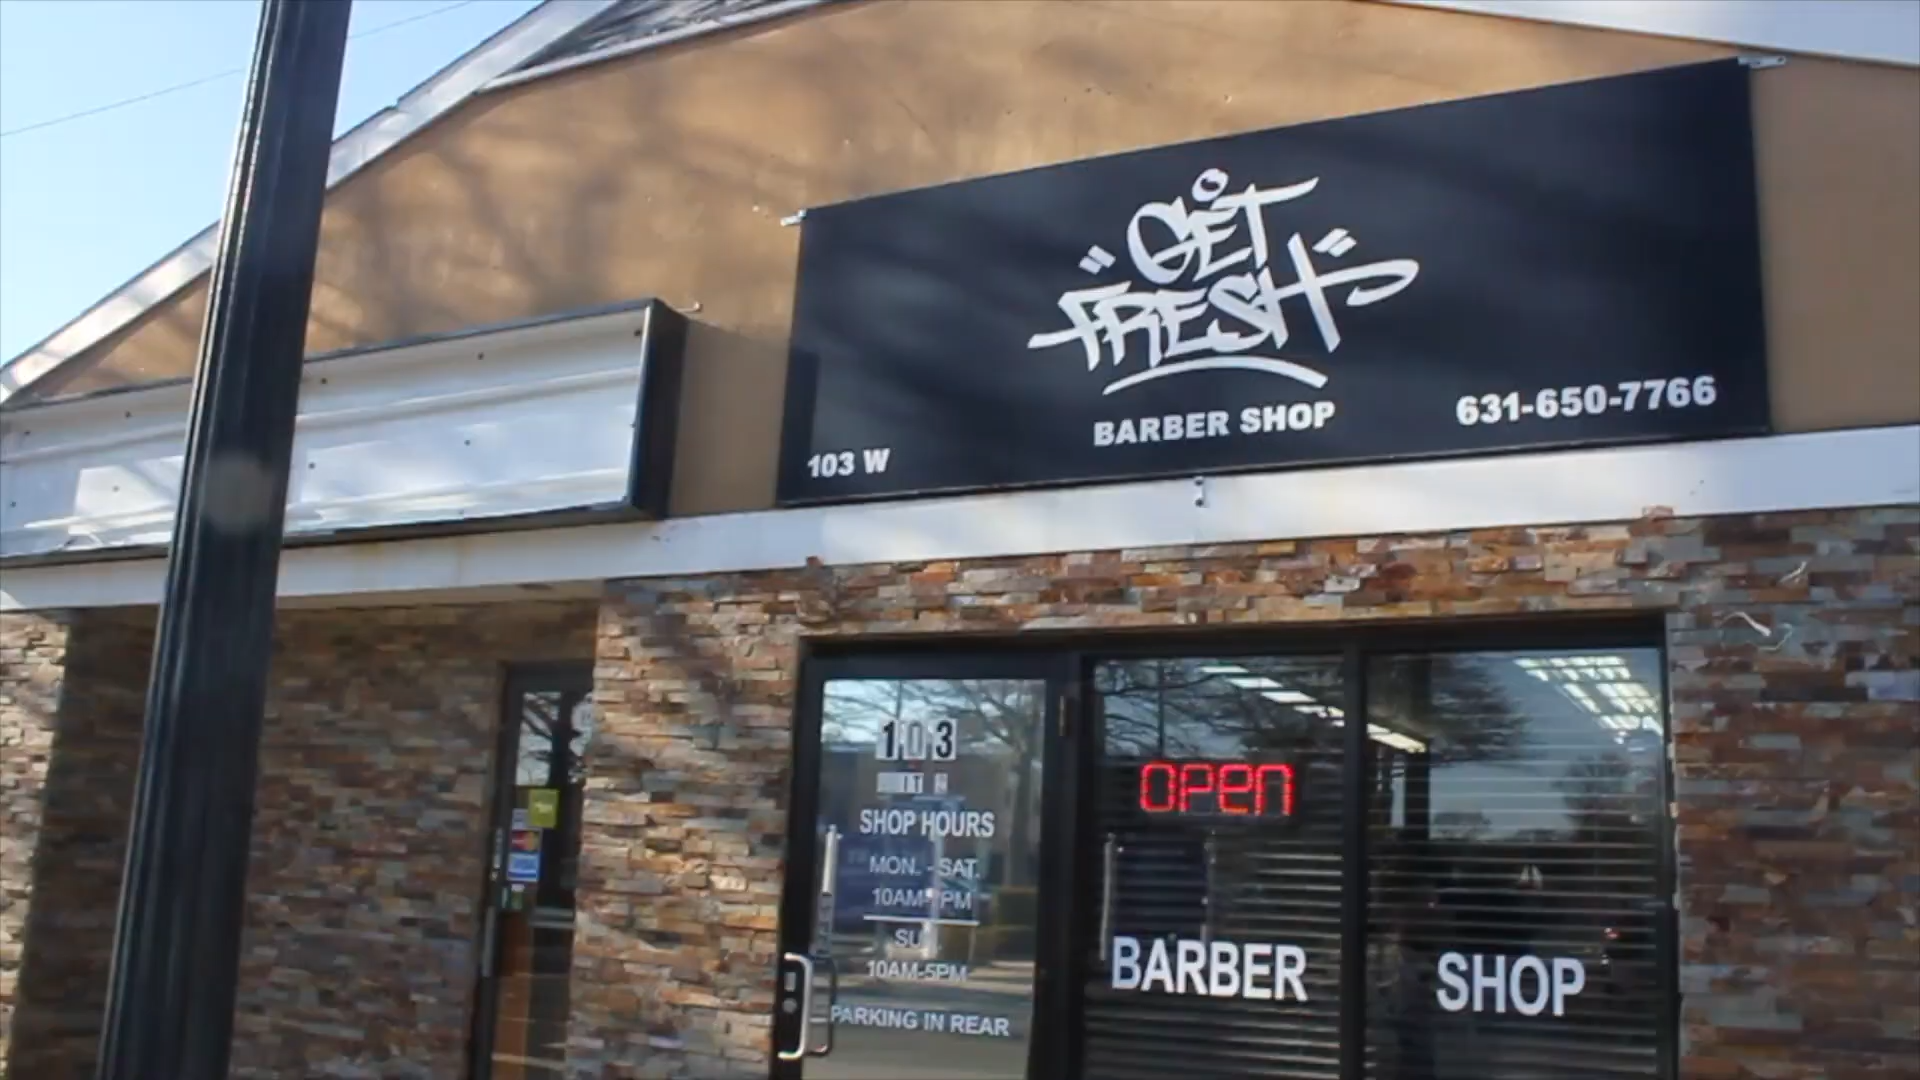 "GET
FRESH"
BARBER SHOP
103 W
631-650-7766
103
SHOP HOURS
MON. - SAT.
SUN.
10AM-5PM
PARKING IN REAR
OPEN
BARBER SHOP